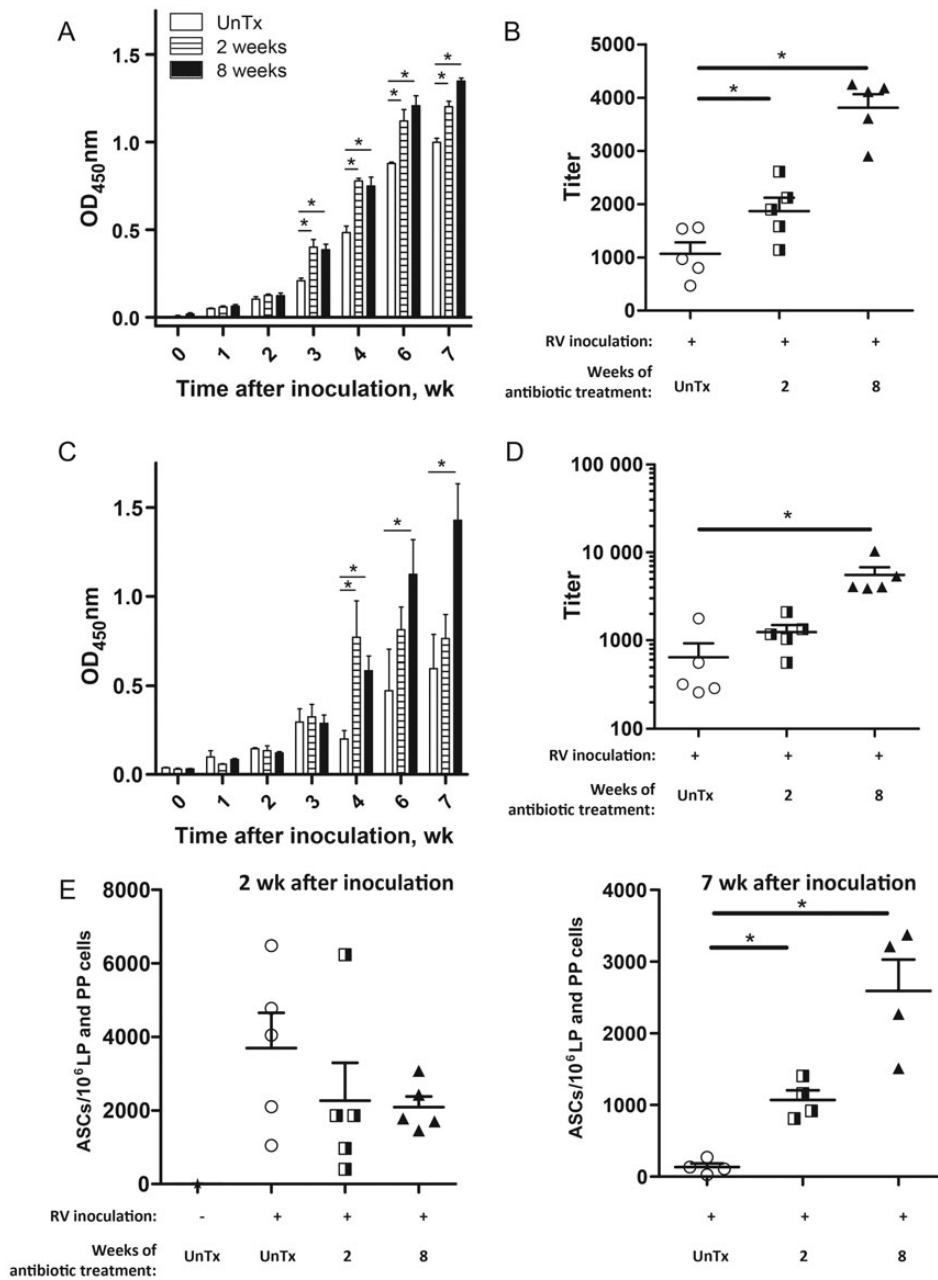 A
UnTx
2 weeks
8 weeks
OD450nm
1.5
1.0
0.5
0.0
* * * * * * * *
0 1 2 3 4 6 7
Time after inoculation, wk
B
Titer
5000
4000
3000
2000
1000
0
* *
RV inoculation: + + +
Weeks of
antibiotic treatment: UnTx 2 8
C
OD450nm
1.5
1.0
0.5
0.0
* * * *
0 1 2 3 4 6 7
Time after inoculation, wk
D
Titer
100 000
10 000
1000
100
*
RV inoculation: + + +
Weeks of
antibiotic treatment: UnTx 2 8
E
2 wk after inoculation
ASCs/10^6 LP and PP cells
8000
6000
4000
2000
0
RV inoculation: - + + +
Weeks of
antibiotic treatment: UnTx UnTx 2 8
7 wk after inoculation
ASCs/10^6 LP and PP cells
4000
3000
2000
1000
0
* *
+ + +
UnTx 2 8